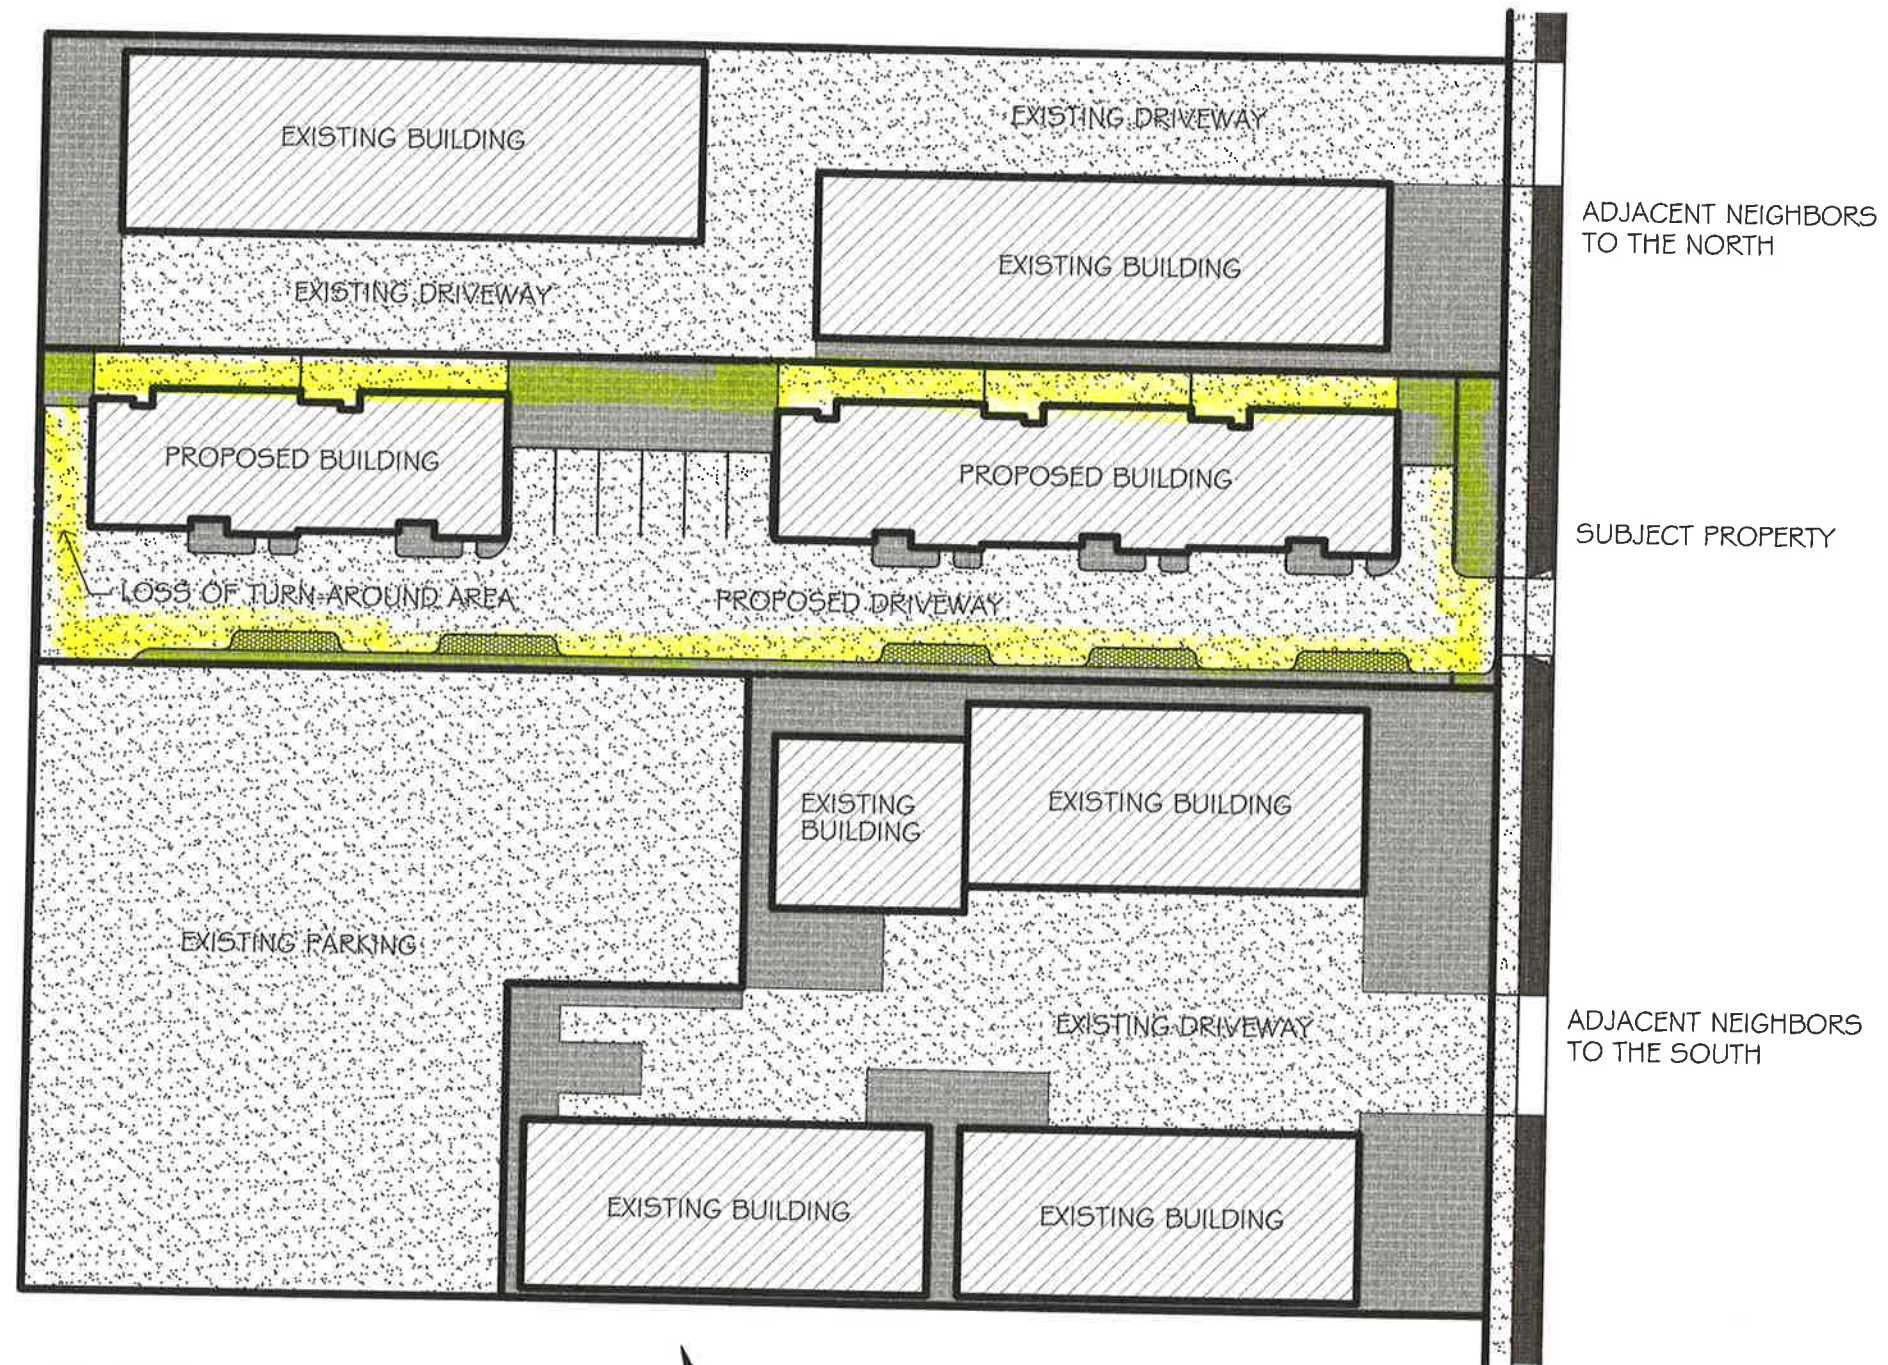 EXISTING DRIVEWAY
EXISTING BUILDING
ADJACENT NEIGHBORS
TO THE NORTH
EXISTING BUILDING
EXISTING DRIVEWAY
PROPOSED BUILDING
PROPOSED BUILDING
SUBJECT PROPERTY
LOSS OF TURN-AROUND AREA
PROPOSED DRIVEWAY
EXISTING
BUILDING
EXISTING BUILDING
EXISTING PARKING
EXISTING DRIVEWAY
ADJACENT NEIGHBORS
TO THE SOUTH
EXISTING BUILDING
EXISTING BUILDING